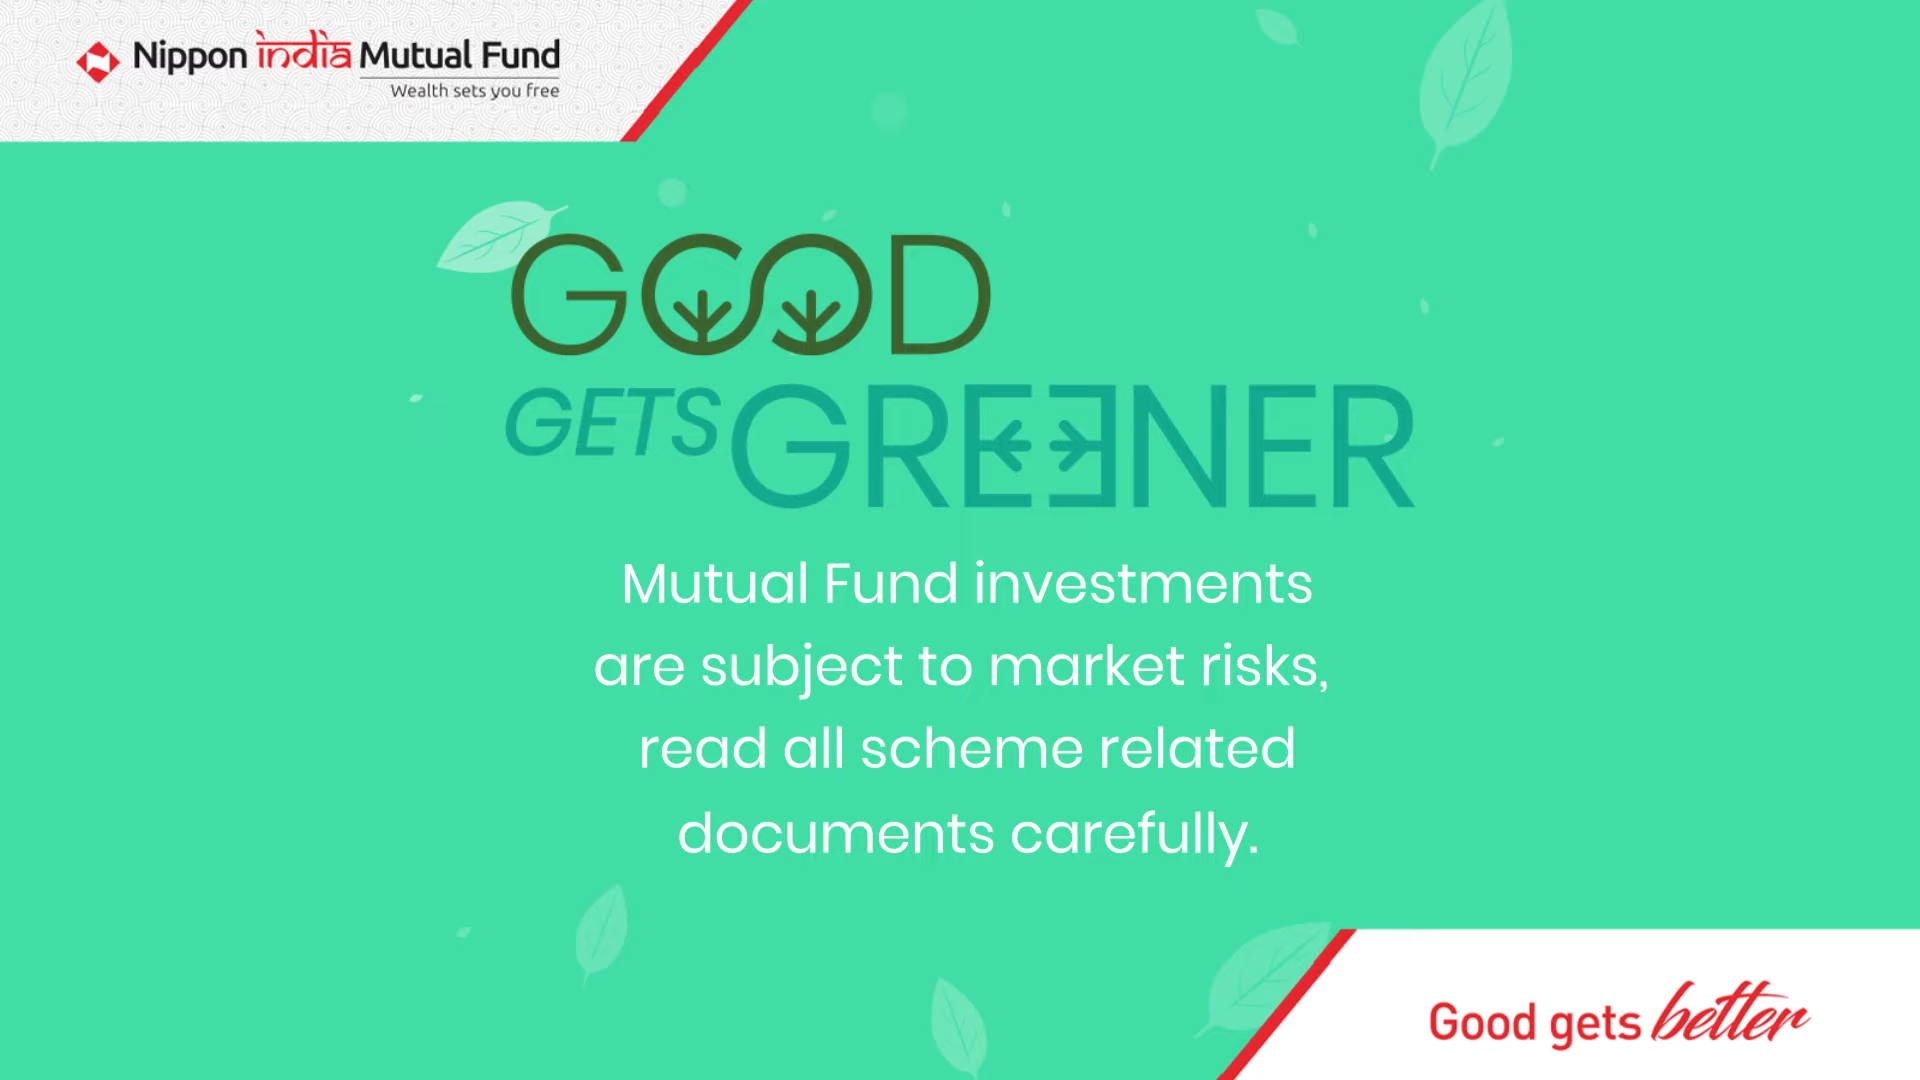 Nippon india Mutual Fund
Wealth sets you free
GOOD
GETS GREENER
Mutual Fund investments
are subject to market risks,
read all scheme related
documents carefully.
Good gets better